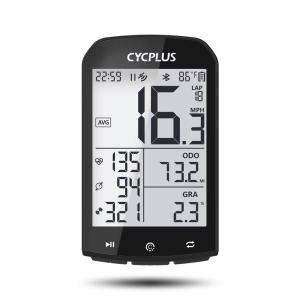 CYCPLUS
22:59 86°F
LAP
18
16.3 MPH
AVG
135
ODO
73.2 MI
94
GRA
321
2.3%